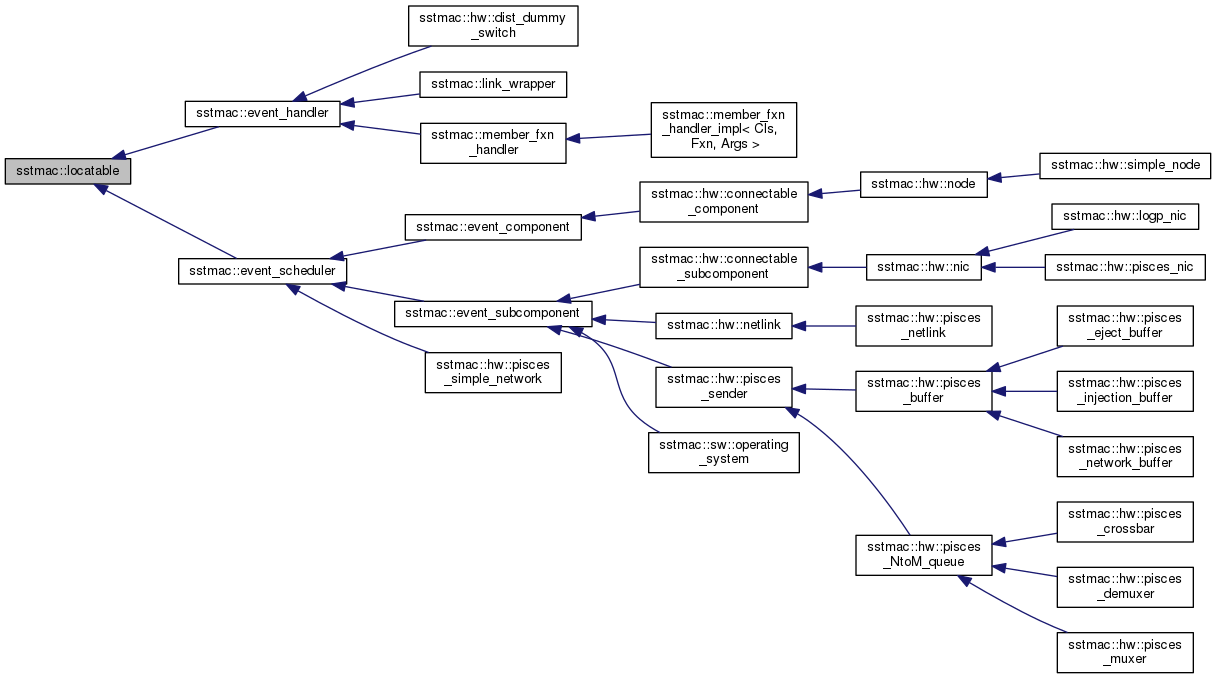 sstmac::hw::dist_dummy
_switch
sstmac::link_wrapper
sstmac::event_handler
sstmac::member_fxn
_handler
sstmac::member_fxn
_handler_impl< Cls,
Fxn, Args >
sstmac::locatable
sstmac::event_scheduler
sstmac::event_component
sstmac::hw::connectable
_component
sstmac::hw::node
sstmac::hw::simple_node
sstmac::event_subcomponent
sstmac::hw::connectable
_subcomponent
sstmac::hw::nic
sstmac::hw::logp_nic
sstmac::hw::pisces_nic
sstmac::hw::netlink
sstmac::hw::pisces
_netlink
sstmac::hw::pisces
_simple_network
sstmac::hw::pisces
_sender
sstmac::hw::pisces
_buffer
sstmac::hw::pisces
_eject_buffer
sstmac::hw::pisces
_injection_buffer
sstmac::hw::pisces
_network_buffer
sstmac::sw::operating
_system
sstmac::hw::pisces
_NtoM_queue
sstmac::hw::pisces
_crossbar
sstmac::hw::pisces
_demuxer
sstmac::hw::pisces
_muxer